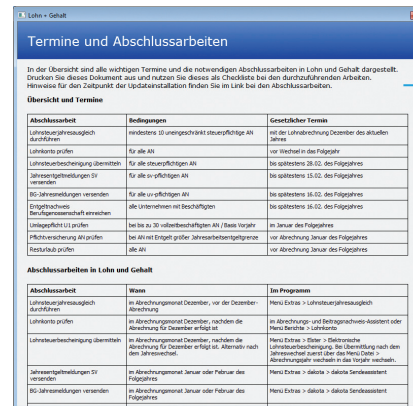 Lohn + Gehalt
Termine und Abschlussarbeiten
In der Übersicht sind alle wichtigen Termine und die notwendigen Abschlussarbeiten in Lohn und Gehalt dargestellt.
Drucken Sie dieses Dokument aus und nutzen Sie dieses als Checkliste bei den durchzuführenden Arbeiten.
Hinweise für den Zeitpunkt der Updateinstallation finden Sie im Link bei den Abschlussarbeiten.
Übersicht und Termine
Abschlussarbeit Bedingungen Gesetzlicher Termin
Lohnsteuerjahresausgleich mindestens 10 uneingeschränkt steuerpflichtige AN mit der Lohnabrechnung Dezember des aktuellen
durchführen Jahres
Lohnkonto prüfen für alle AN vor Wechsel in das Folgejahr
Lohnsteuerbescheinigung übermitteln für alle steuerpflichtigen AN bis spätestens 28.02. des Folgejahres
Jahresentgeltmeldungen SV für alle sv-pflichtigen AN bis spätestens 15.02. des Folgejahres
versenden
BG-Jahresmeldungen versenden für alle uv-pflichtigen AN bis spätestens 16.02. des Folgejahres
Entgeltnachweis alle Unternehmen mit Beschäftigten bis spätestens 16.02. des Folgejahres
Berufsgenossenschaft einreichen
Umlagepflicht U1 prüfen bei bis zu 30 vollzeitbeschäftigten AN / Basis Vorjahr im Januar des Folgejahres
Pflichtversicherung AN prüfen bei AN mit Entgelt größer Jahresarbeitsentgeltgrenze vor Abrechnung Januar des Folgejahres
Resturlaub prüfen alle AN vor Abrechnung Januar des Folgejahres
Abschlussarbeiten in Lohn und Gehalt
Abschlussarbeit Wann Im Programm
Lohnsteuerjahresausgleich im Abrechnungsmonat Dezember, vor der Dezember- Menü Extras > Lohnsteuerjahresausgleich
durchführen Abrechnung
Lohnkonto prüfen im Abrechnungsmonat Dezember, nachdem die im Abrechnungs- und Beitragsnachweis-Assistent oder
Abrechnung für Dezember erfolgt ist Menü Berichte > Lohnkonto
Lohnsteuerbescheinigung übermitteln im Abrechnungsmonat Dezember, nachdem die Menü Extras > Elster > Elektronische
Abrechnung für Dezember erfolgt ist. Alternativ nach Lohnsteuerbescheinigung. Bei Übermittlung nach dem
dem Jahreswechsel. Jahreswechsel zuerst über das Menü Datei >
Abrechnungsjahr wechseln in das Vorjahr wechseln.
Jahresentgeltmeldungen SV im Abrechnungsmonat Januar oder Februar des Menü Extras > dakota > dakota Sendeassistent
versenden Folgejahres
BG-Jahresmeldungen versenden im Abrechnungsmonat Januar oder Februar des Menü Extras > dakota > dakota Sendeassistent
Folgejahres